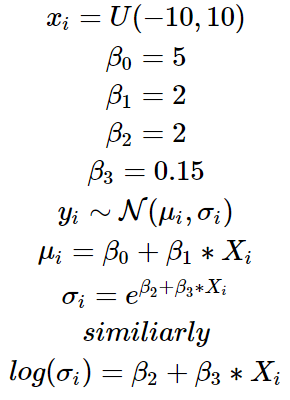 x_i = U(−10, 10)
β_0 = 5
β_1 = 2
β_2 = 2
β_3 = 0.15
y_i ∼ 𝒩(μ_i, σ_i)
μ_i = β_0 + β_1 * X_i
σ_i = e^{β_2+β_3*X_i}
similiarly
log(σ_i) = β_2 + β_3 * X_i